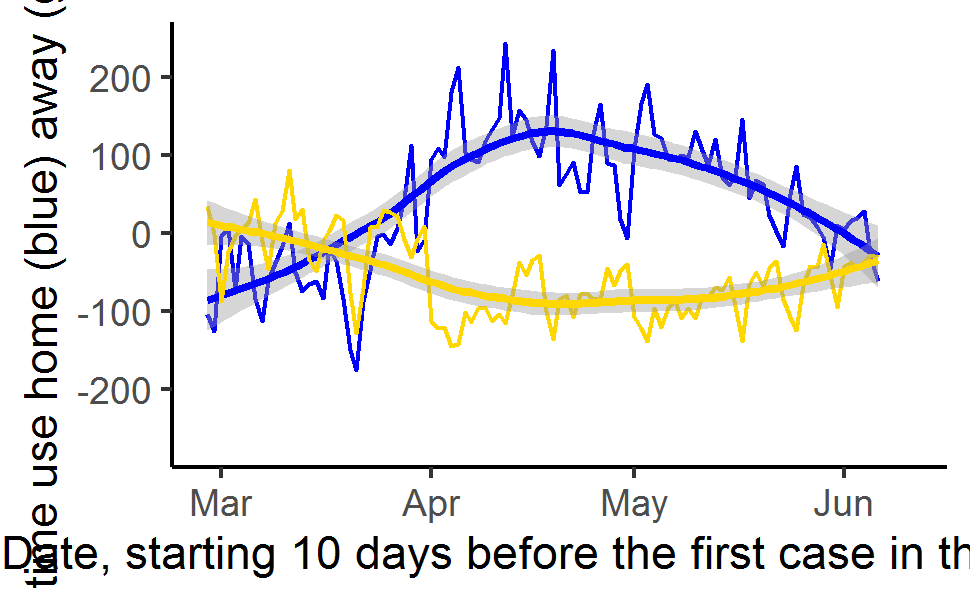 time use home (blue) away (
200
100
0
-100
-200
Mar Apr May Jun
Date, starting 10 days before the first case in th